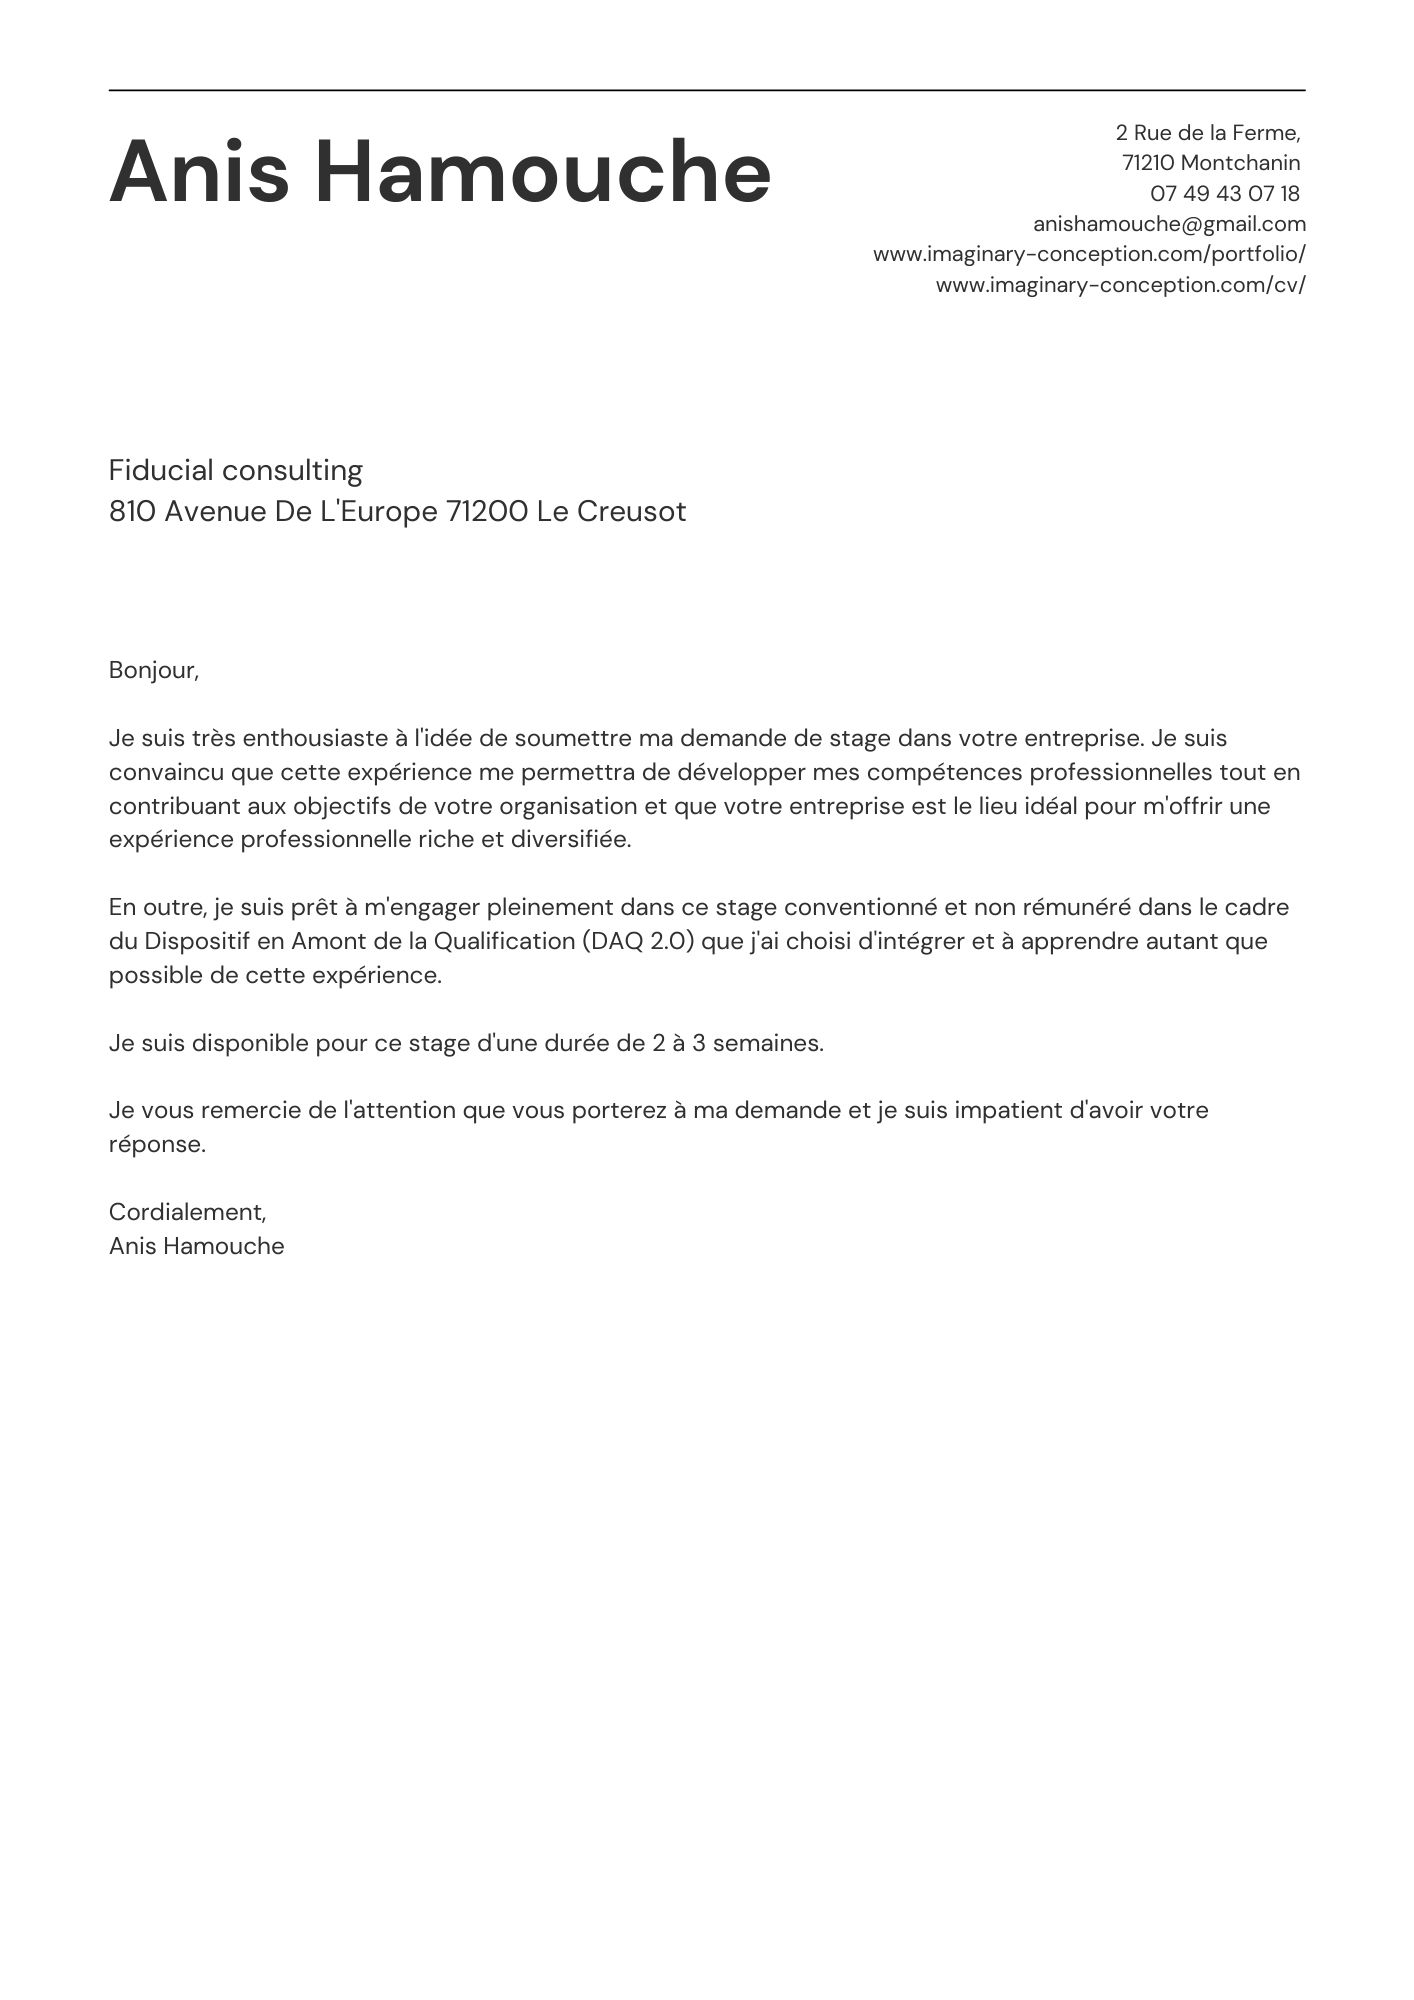 Anis Hamouche
2 Rue de la Ferme,
71210 Montchanin
07 49 43 07 18
anishamouche@gmail.com
www.imaginary-conception.com/portfolio/
www.imaginary-conception.com/cv/
Fiducial consulting
810 Avenue De L'Europe 71200 Le Creusot
Bonjour,
Je suis très enthousiaste à l'idée de soumettre ma demande de stage dans votre entreprise. Je suis
convaincu que cette expérience me permettra de développer mes compétences professionnelles tout en
contribuant aux objectifs de votre organisation et que votre entreprise est le lieu idéal pour m'offrir une
expérience professionnelle riche et diversifiée.
En outre, je suis prêt à m'engager pleinement dans ce stage conventionné et non rémunéré dans le cadre
du Dispositif en Amont de la Qualification (DAQ 2.0) que j'ai choisi d'intégrer et à apprendre autant que
possible de cette expérience.
Je suis disponible pour ce stage d'une durée de 2 à 3 semaines.
Je vous remercie de l'attention que vous porterez à ma demande et je suis impatient d'avoir votre
réponse.
Cordialement,
Anis Hamouche